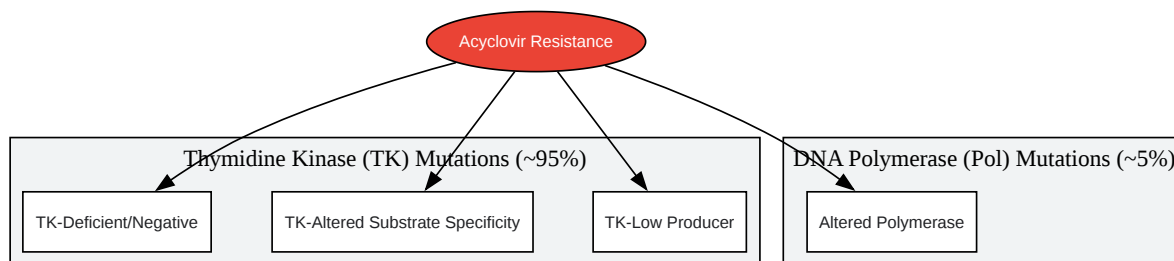 Acyclovir Resistance
Thymidine Kinase (TK) Mutations (~95%)
DNA Polymerase (Pol) Mutations (~5%)
TK-Deficient/Negative
TK-Altered Substrate Specificity
TK-Low Producer
Altered Polymerase